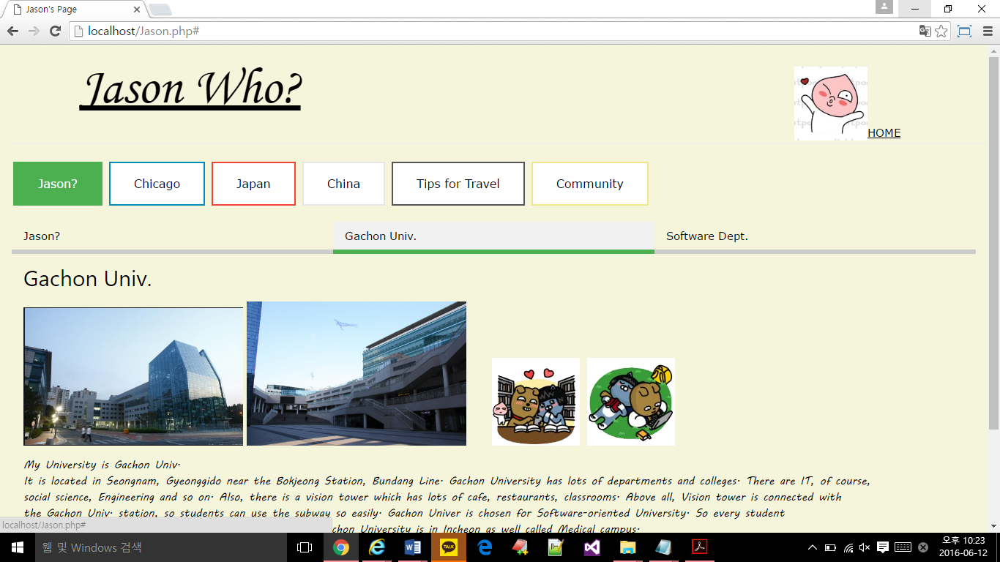 Jason's Page
localhost/Jason.php#
Jason Who?
HOME
Jason?
Chicago
Japan
China
Tips for Travel
Community
Jason?
Gachon Univ.
Software Dept.
Gachon Univ.
My University is Gachon Univ.
It is located in Seongnam, Gyeonggido near the Bokjeong Station, Bundang Line. Gachon University has lots of departments and colleges. There are IT, of course,
social science, Engineering and so on. Also, there is a vision tower which has lots of cafe, restaurants, classrooms. Above all, Vision tower is connected with
the Gachon Univ. station, so students can use the subway so easily. Gachon Univer is chosen for Software-oriented University. So every student
chon University is in Incheon as well called Medical campus.
localhost/Jason.php#
웹 및 Windows 검색
TALK
오후 10:23
2016-06-12